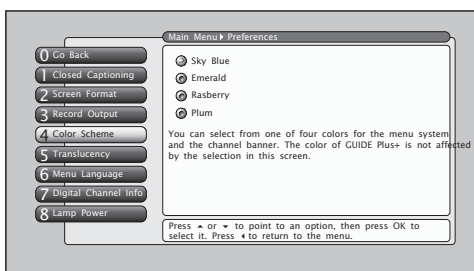 Main Menu ▸ Preferences
0 Go Back
1 Closed Captioning
2 Screen Format
3 Record Output
4 Color Scheme
5 Translucency
6 Menu Language
7 Digital Channel Info
8 Lamp Power
Sky Blue
Emerald
Rasberry
Plum
You can select from one of four colors for the menu system
and the channel banner. The color of GUIDE Plus+ is not affected
by the selection in this screen.
Press ▲ or ▼ to point to an option, then press OK to
select it. Press ◂ to return to the menu.